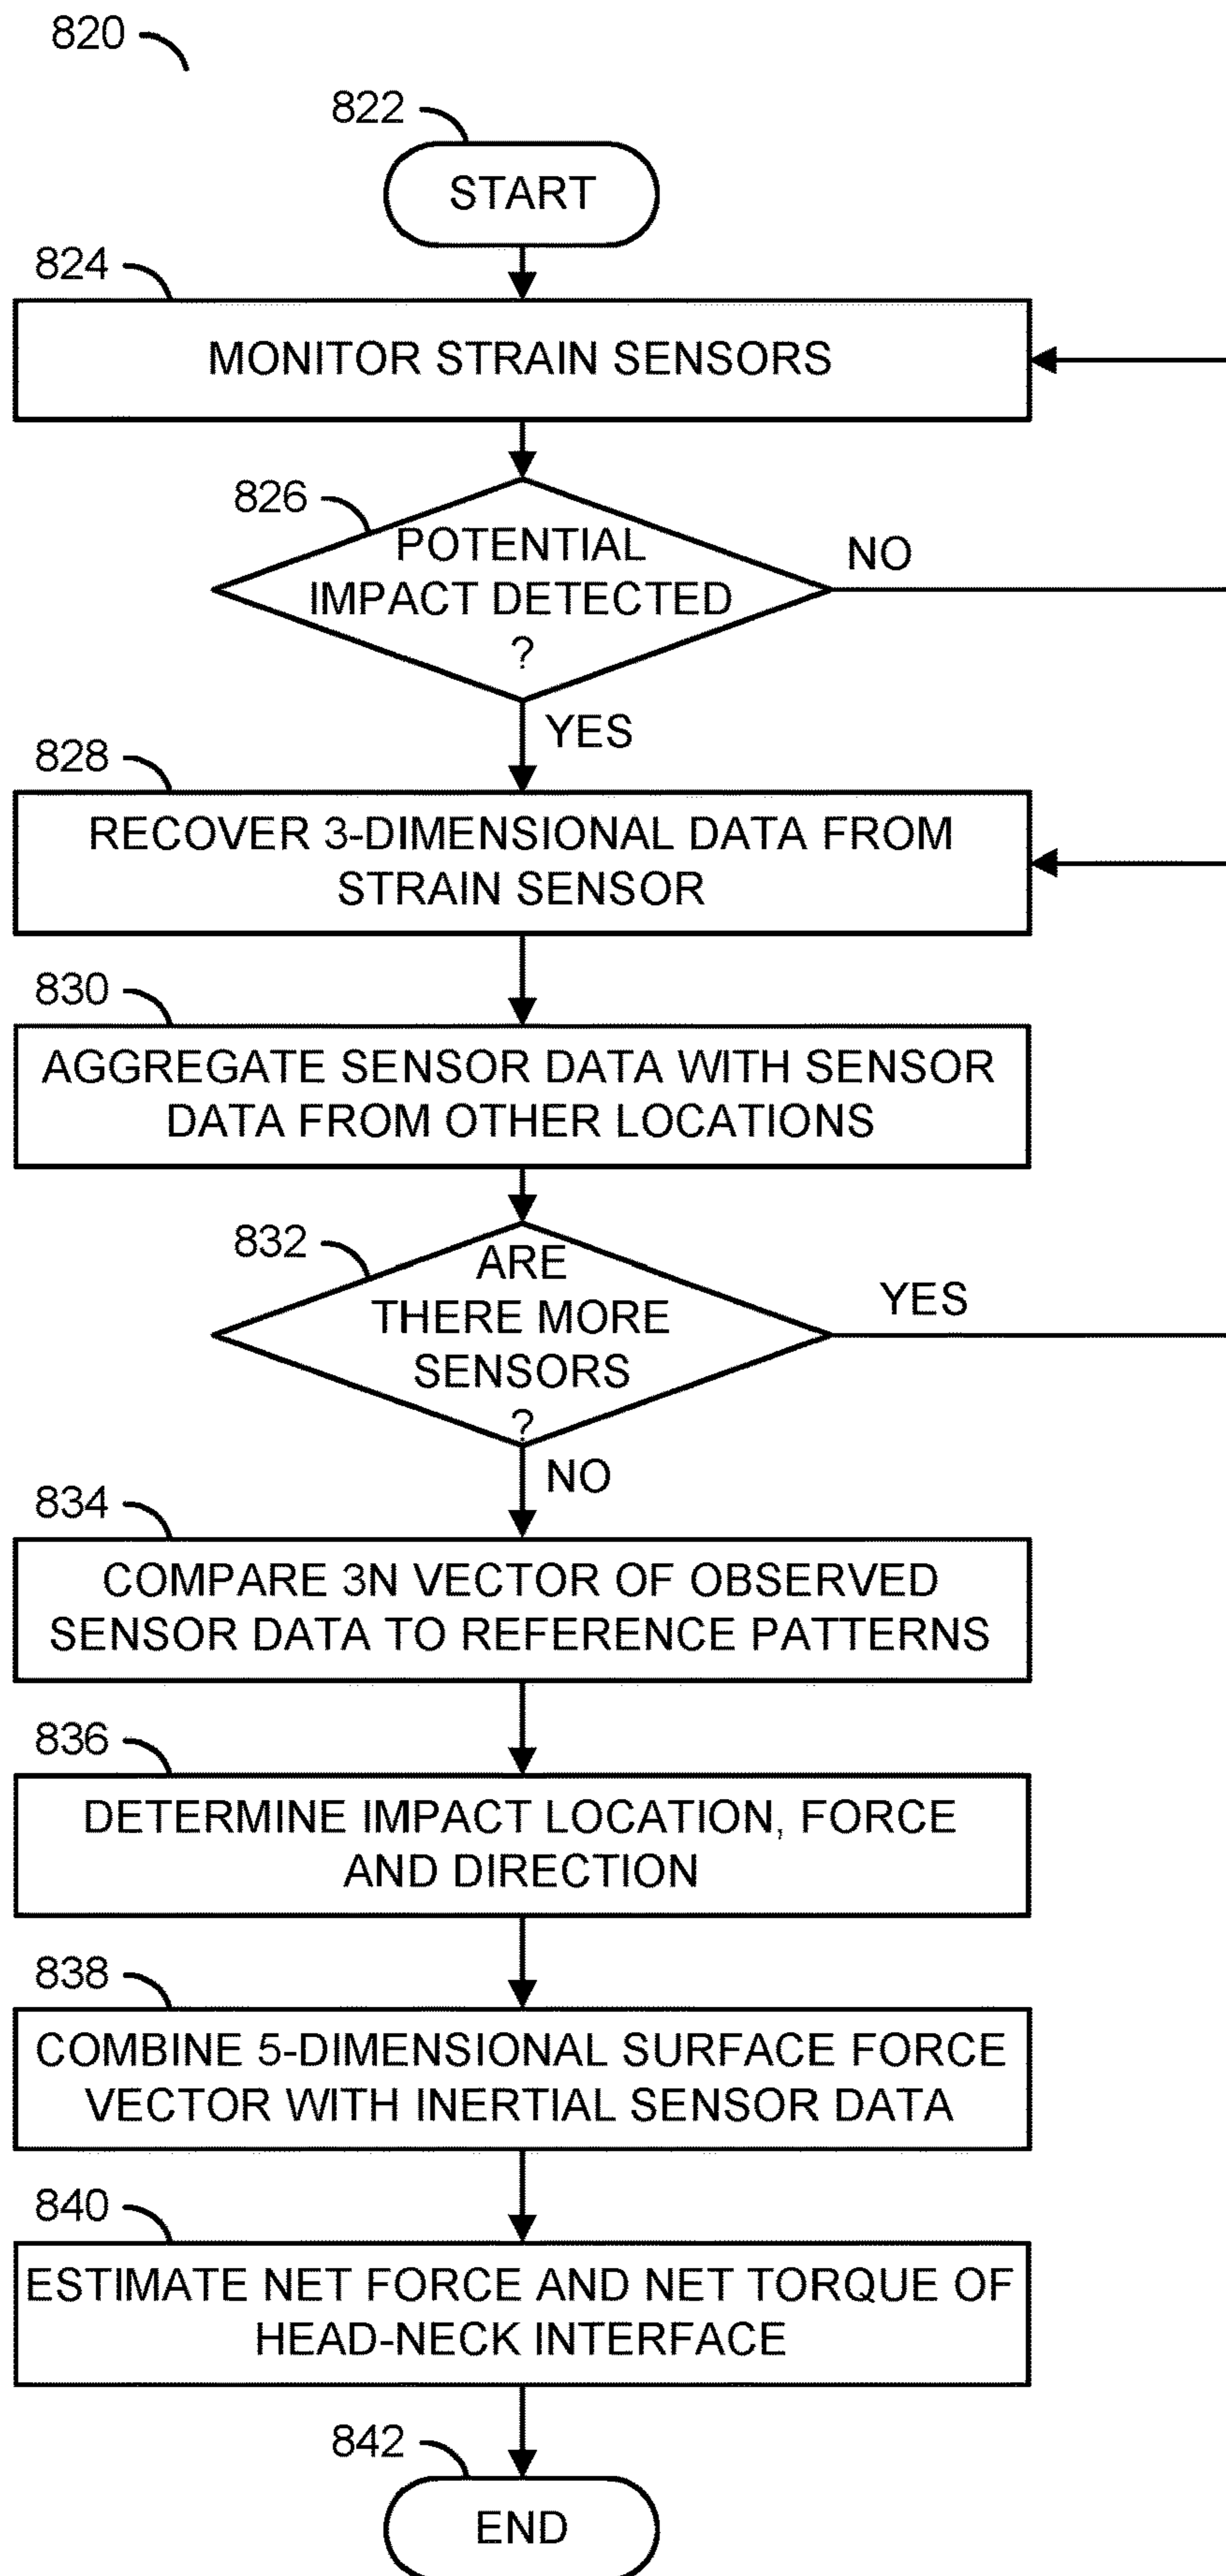 820
822
START
824
MONITOR STRAIN SENSORS
826
POTENTIAL
IMPACT DETECTED
?
NO
YES
828
RECOVER 3-DIMENSIONAL DATA FROM
STRAIN SENSOR
830
AGGREGATE SENSOR DATA WITH SENSOR
DATA FROM OTHER LOCATIONS
832
ARE
THERE MORE
SENSORS
?
YES
NO
834
COMPARE 3N VECTOR OF OBSERVED
SENSOR DATA TO REFERENCE PATTERNS
836
DETERMINE IMPACT LOCATION, FORCE
AND DIRECTION
838
COMBINE 5-DIMENSIONAL SURFACE FORCE
VECTOR WITH INERTIAL SENSOR DATA
840
ESTIMATE NET FORCE AND NET TORQUE OF
HEAD-NECK INTERFACE
842
END